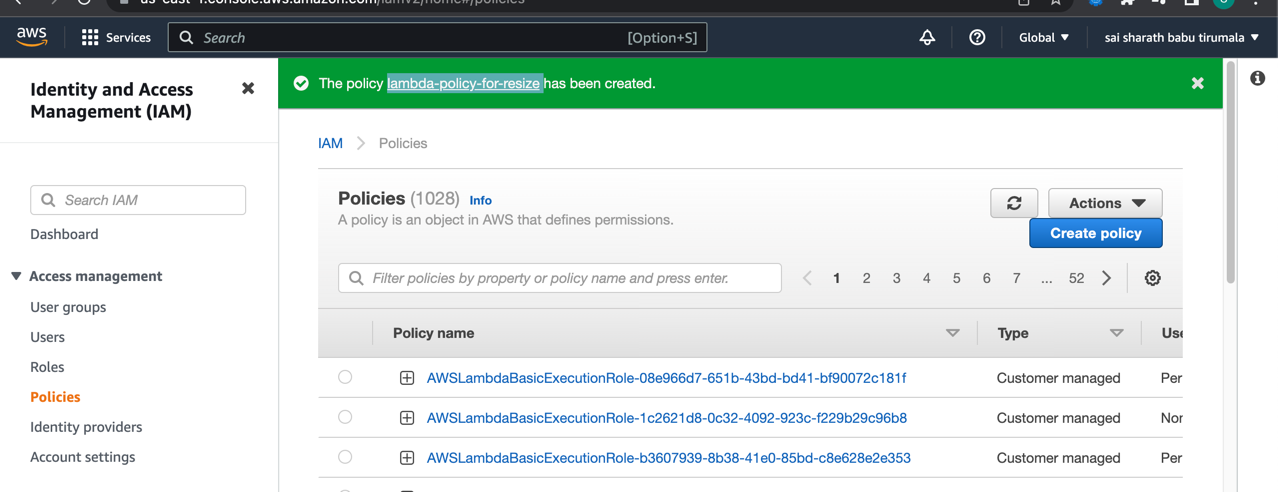 us-east-1.console.aws.amazon.com/iamv2/home#/policies
aws
Services
Search
[Option+S]
Global
sai sharath babu tirumala
Identity and Access
Management (IAM)
Search IAM
Dashboard
Access management
User groups
Users
Roles
Policies
Identity providers
Account settings
The policy lambda-policy-for-resize has been created.
IAM
Policies
Policies (1028) Info
A policy is an object in AWS that defines permissions.
Actions
Create policy
Filter policies by property or policy name and press enter.
1 2 3 4 5 6 7 ... 52
Policy name
Type
Use
AWSLambdaBasicExecutionRole-08e966d7-651b-43bd-bd41-bf90072c181f
Customer managed
Per
AWSLambdaBasicExecutionRole-1c2621d8-0c32-4092-923c-f229b29c96b8
Customer managed
Non
AWSLambdaBasicExecutionRole-b3607939-8b38-41e0-85bd-c8e628e2e353
Customer managed
Per